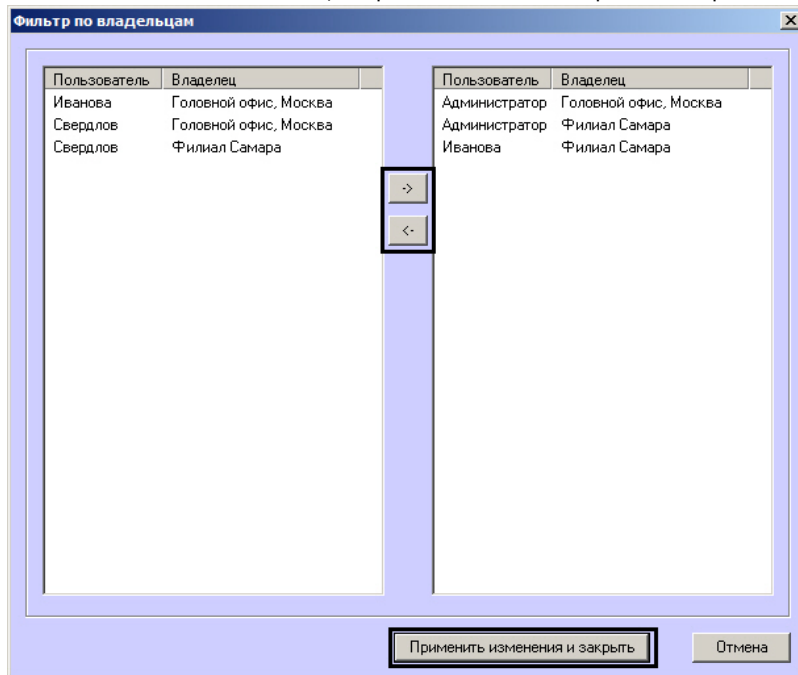 Фильтр по владельцам
Пользователь Владелец
Иванова Головной офис, Москва
Свердлов Головной офис, Москва
Свердлов Филиал Самара
Пользователь Владелец
Администратор Головной офис, Москва
Администратор Филиал Самара
Иванова Филиал Самара
->
<-
Применить изменения и закрыть
Отмена